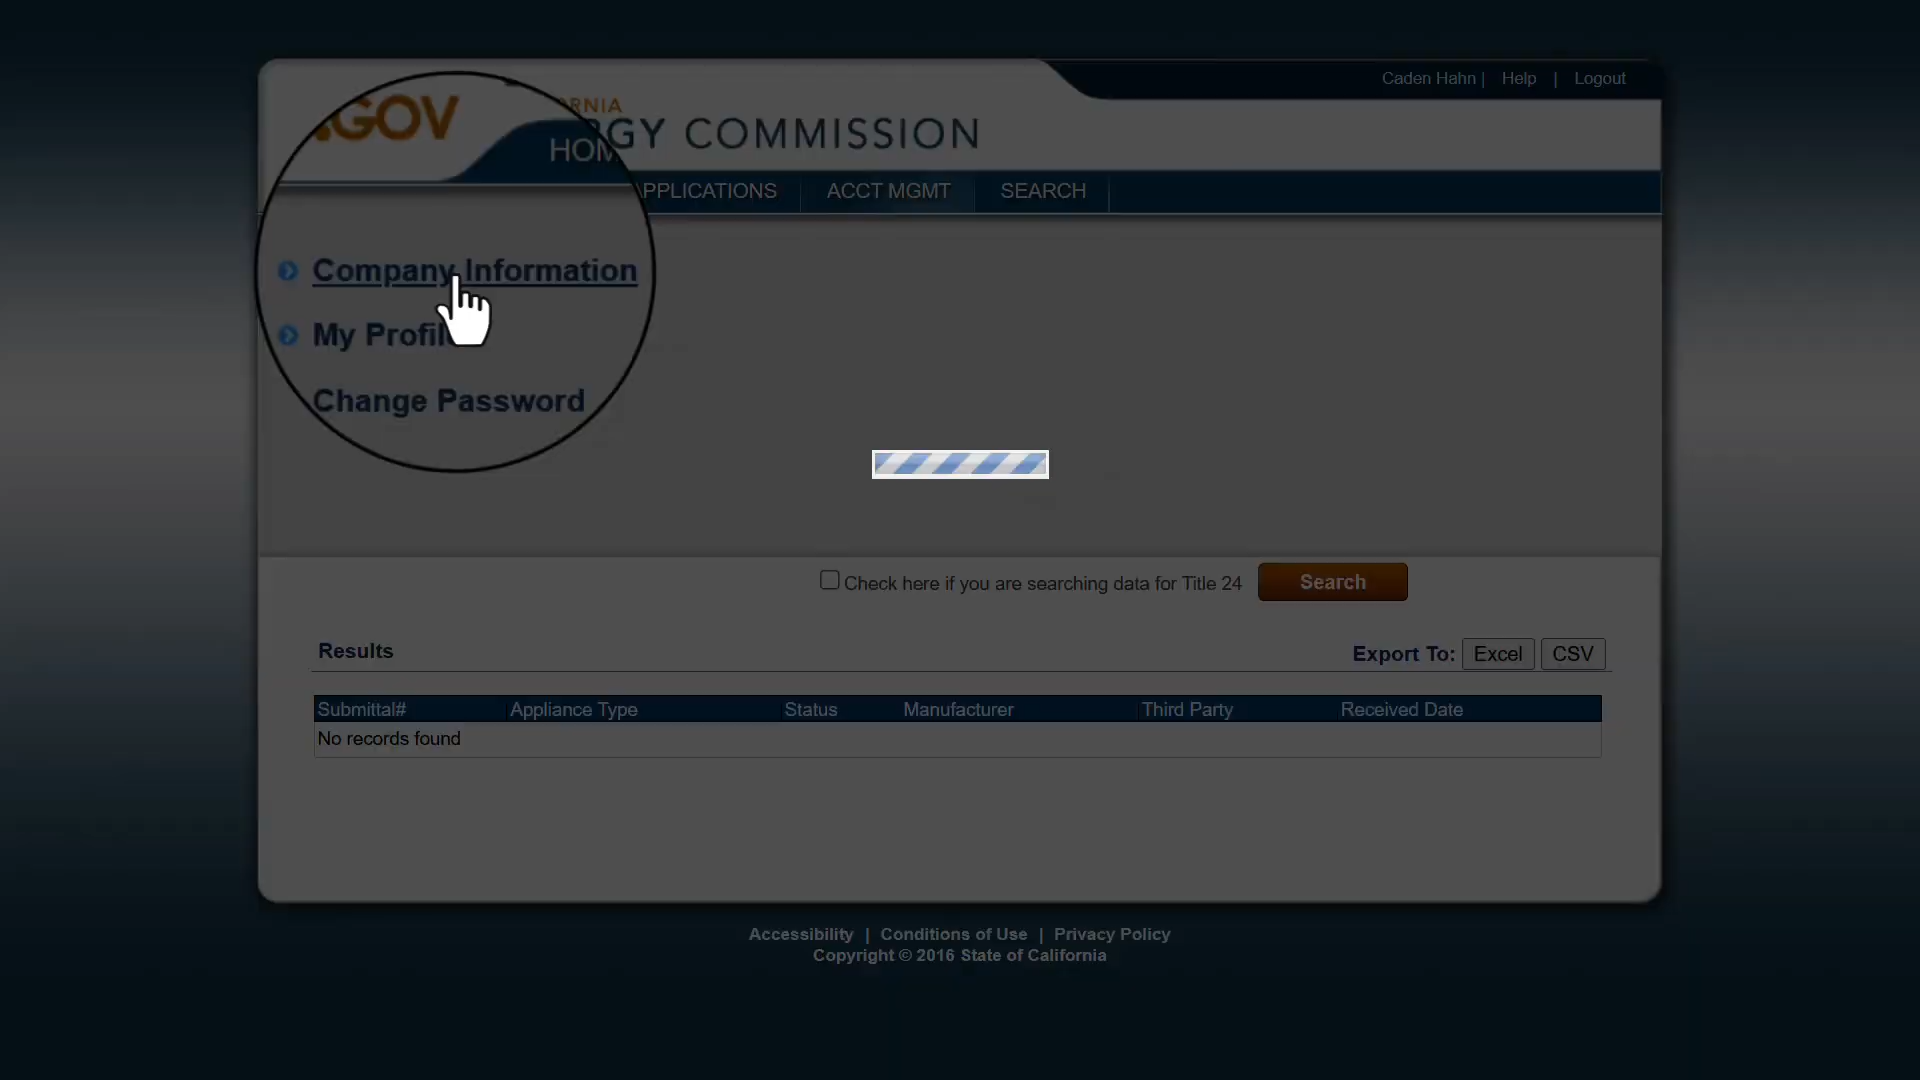 Caden Hahn | Help | Logout
.GOV
RNIA
RGY COMMISSION
HOM
PPLICATIONS ACCT MGMT SEARCH
Company Information
My Profil
Change Password
Check here if you are searching data for Title 24 Search
Results Export To: Excel CSV
Submittal# Appliance Type Status Manufacturer Third Party Received Date
No records found
Accessibility | Conditions of Use | Privacy Policy
Copyright © 2016 State of California